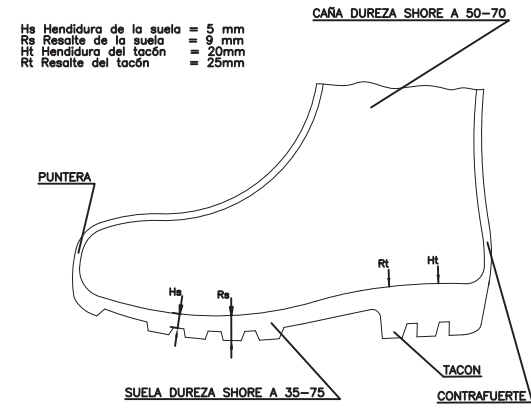 CAÑA DUREZA SHORE A 50-70
Hs Hendidura de la suela = 5 mm
Rs Resalte de la suela = 9 mm
Ht Hendidura del tacón = 20mm
Rt Resalte del tacón = 25mm
PUNTERA
Rt
Ht
Hs
Rs
TACON
SUELA DUREZA SHORE A 35-75
CONTRAFUERTE